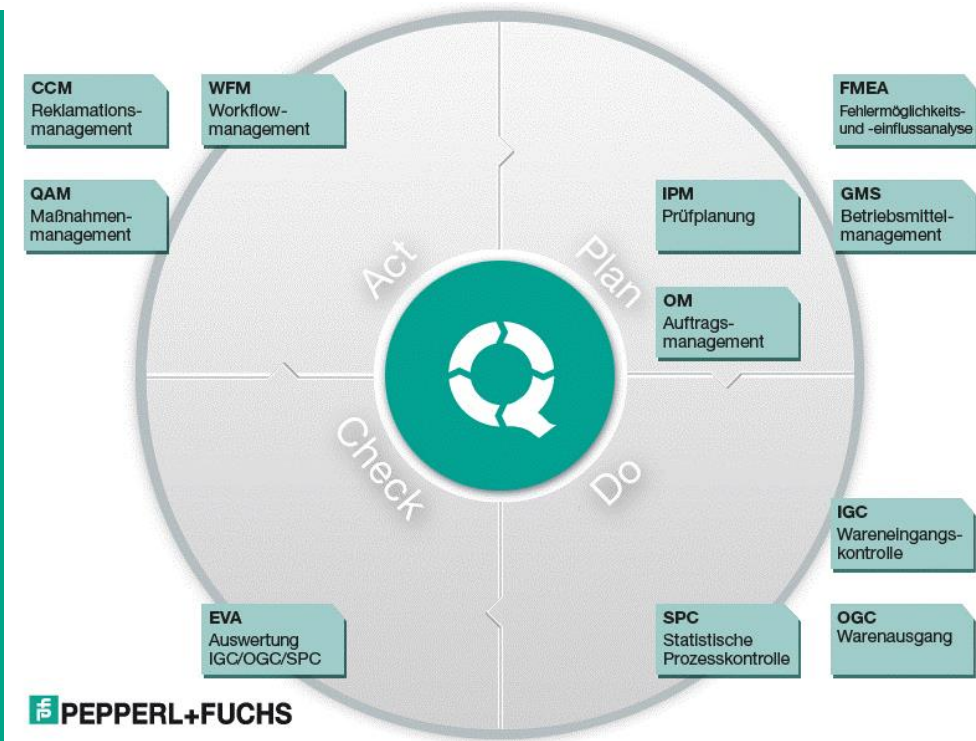 CCM
Reklamations-
management
WFM
Workflow-
management
FMEA
Fehlermöglichkeits-
und -einflussanalyse
QAM
Maßnahmen-
management
IPM
Prüfplanung
GMS
Betriebsmittel-
management
Act
Plan
OM
Auftrags-
management
Q
Check
Do
IGC
Wareneingangs-
kontrolle
EVA
Auswertung
IGC/OGC/SPC
SPC
Statistische
Prozesskontrolle
OGC
Warenausgang
PEPPERL+FUCHS